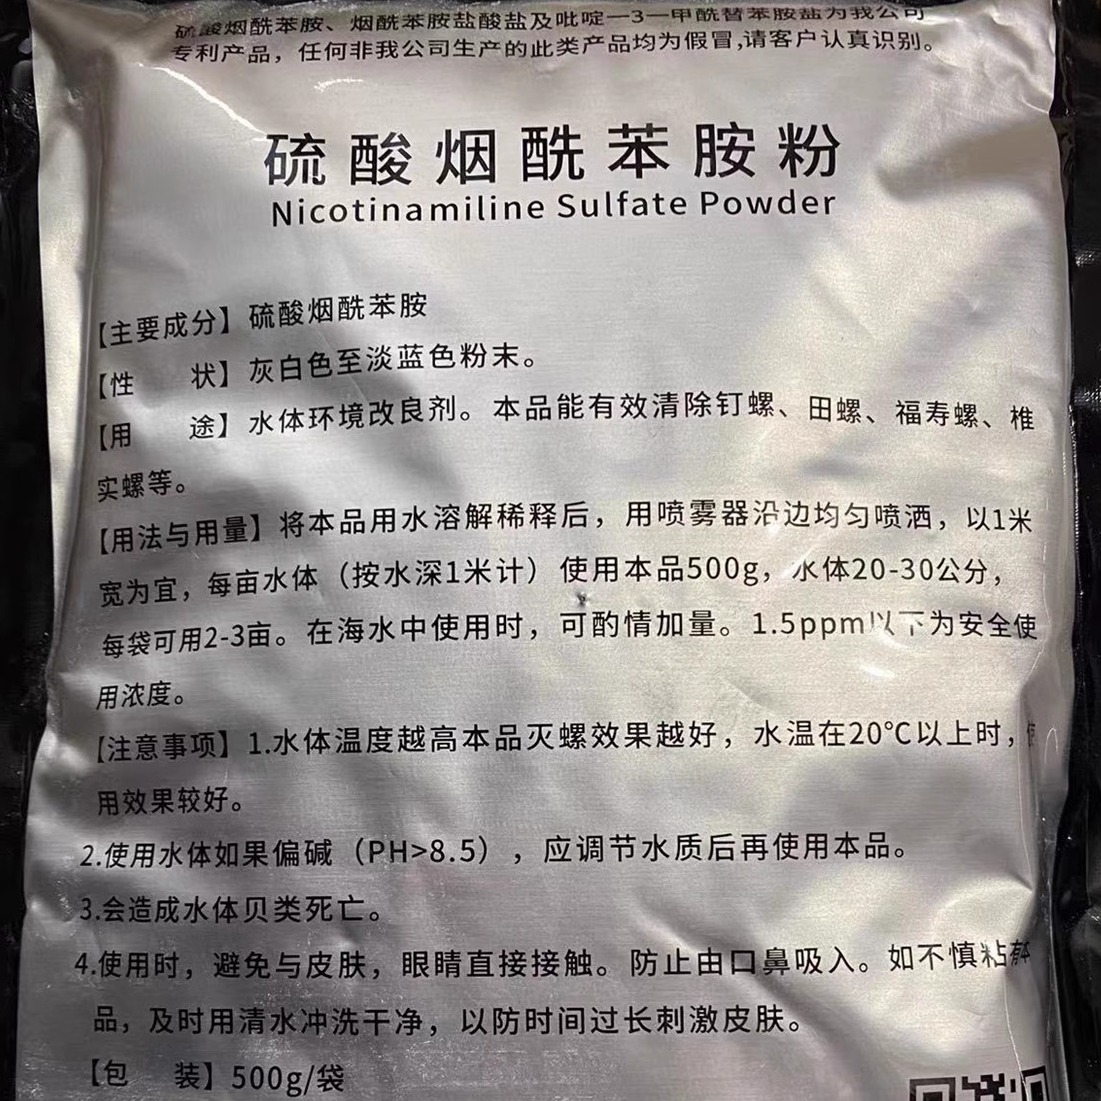 硫酸烟酰苯胺、烟酰苯胺盐酸盐及吡啶—3—甲酰替苯胺盐为我公司
专利产品，任何非我公司生产的此类产品均为假冒,请客户认真识别。
硫酸烟酰苯胺粉
Nicotinamiline Sulfate Powder
【主要成分】硫酸烟酰苯胺
【性 状】灰白色至淡蓝色粉末。
【用 途】水体环境改良剂。本品能有效清除钉螺、田螺、福寿螺、椎
实螺等。
【用法与用量】将本品用水溶解稀释后，用喷雾器沿边均匀喷洒，以1米
宽为宜，每亩水体（按水深1米计）使用本品500g，水体20-30公分，
每袋可用2-3亩。在海水中使用时，可酌情加量。1.5ppm以下为安全使
用浓度。
【注意事项】1.水体温度越高本品灭螺效果越好，水温在20℃以上时，使
用效果较好。
2.使用水体如果偏碱（PH>8.5），应调节水质后再使用本品。
3.会造成水体贝类死亡。
4.使用时，避免与皮肤，眼睛直接接触。防止由口鼻吸入。如不慎粘有本
品，及时用清水冲洗干净，以防时间过长刺激皮肤。
【包 装】500g/袋